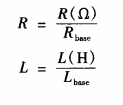 R = R(Ω) / R_base
L = L(H) / L_base